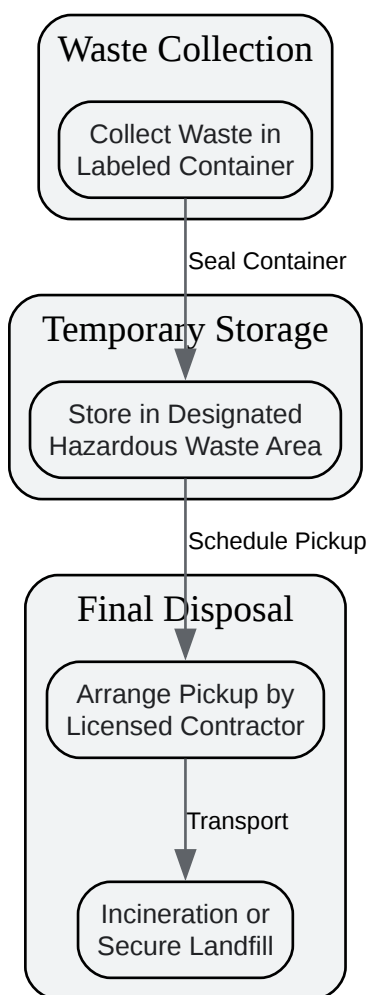 Waste Collection
Collect Waste in
Labeled Container
Seal Container
Temporary Storage
Store in Designated
Hazardous Waste Area
Schedule Pickup
Final Disposal
Arrange Pickup by
Licensed Contractor
Transport
Incineration or
Secure Landfill